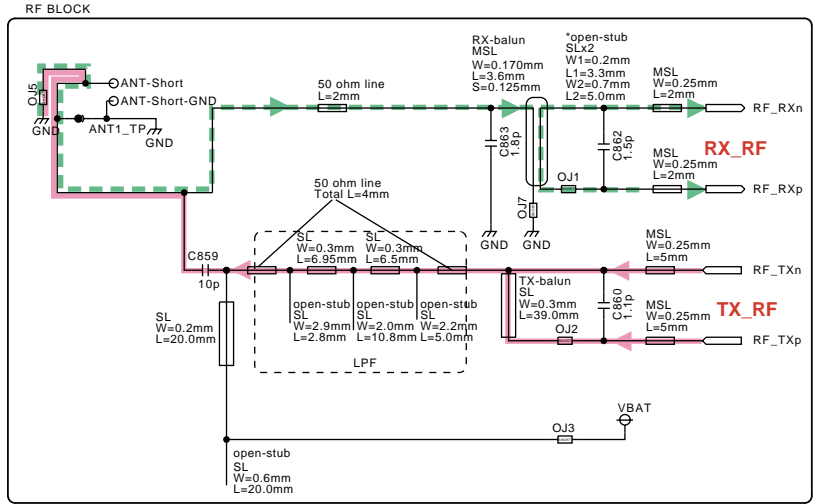 RF BLOCK
OJ5
SHORT
ANT-Short
ANT-Short-GND
GND
ANT1_TP
GND
50 ohm line
L=2mm
RX-balun
MSL
W=0.170mm
L=3.6mm
S=0.125mm
*open-stub
SLx2
W1=0.2mm
L1=3.3mm
W2=0.7mm
L2=5.0mm
MSL
W=0.25mm
L=2mm
RF_RXn
C863
1.8p
C862
1.5p
RX_RF
MSL
W=0.25mm
L=2mm
RF_RXp
OJ1
SHORT
OJ7
SHORT
GND
GND
50 ohm line
Total L=4mm
C859
10p
SL
W=0.3mm
L=6.95mm
SL
W=0.3mm
L=6.5mm
MSL
W=0.25mm
L=5mm
RF_TXn
TX-balun
SL
W=0.3mm
L=39.0mm
C860
1.1p
TX_RF
MSL
W=0.25mm
L=5mm
RF_TXp
OJ2
SHORT
SL
W=0.2mm
L=20.0mm
open-stub
SL
W=2.9mm
L=2.8mm
open-stub
SL
W=2.0mm
L=10.8mm
open-stub
SL
W=2.2mm
L=5.0mm
LPF
VBAT
OJ3
SHORT
open-stub
SL
W=0.6mm
L=20.0mm